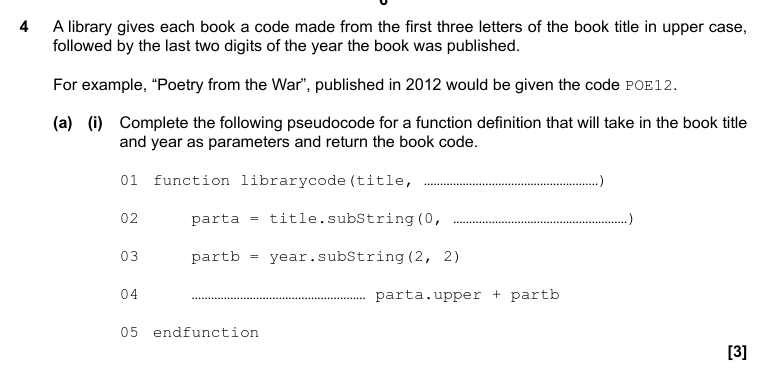 4 A library gives each book a code made from the first three letters of the book title in upper case,
followed by the last two digits of the year the book was published.
For example, “Poetry from the War”, published in 2012 would be given the code POE12.
(a) (i) Complete the following pseudocode for a function definition that will take in the book title
and year as parameters and return the book code.
01 function librarycode(title, ......................................................)
02 parta = title.subString(0, ......................................................)
03 partb = year.subString(2, 2)
04 ...................................................... parta.upper + partb
05 endfunction
[3]